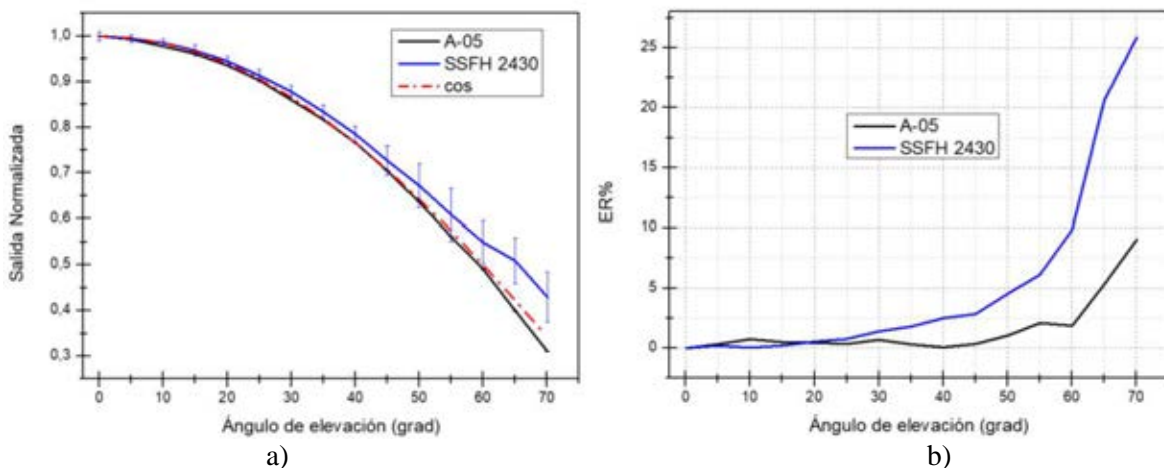 1,0
0,9
0,8
0,7
0,6
0,5
0,4
0,3
Salida Normalizada
A-05
SSFH 2430
cos
0 10 20 30 40 50 60 70
Ángulo de elevación (grad)
a)
25
20
15
10
5
0
ER%
A-05
SSFH 2430
0 10 20 30 40 50 60 70
Ángulo de elevación (grad)
b)